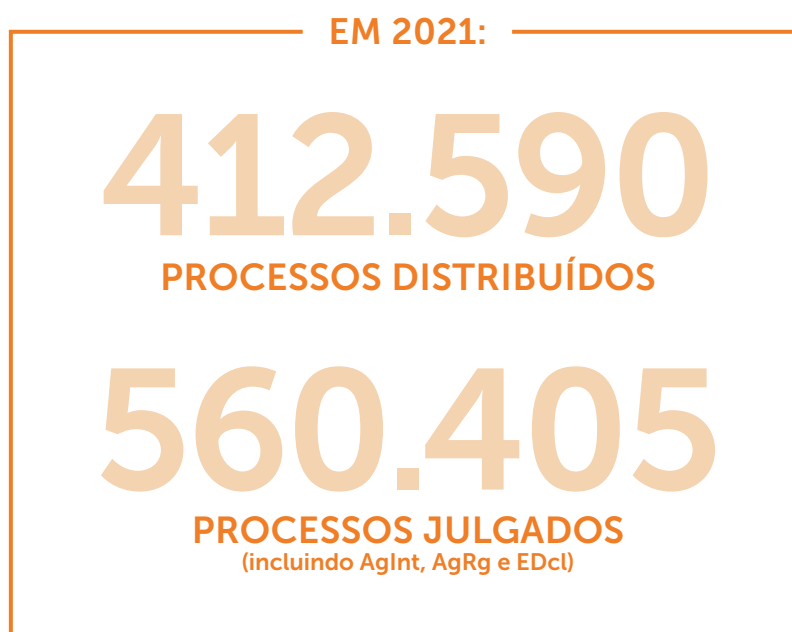 EM 2021:
412.590
PROCESSOS DISTRIBUÍDOS
560.405
PROCESSOS JULGADOS
(incluindo AgInt, AgRg e EDcl)